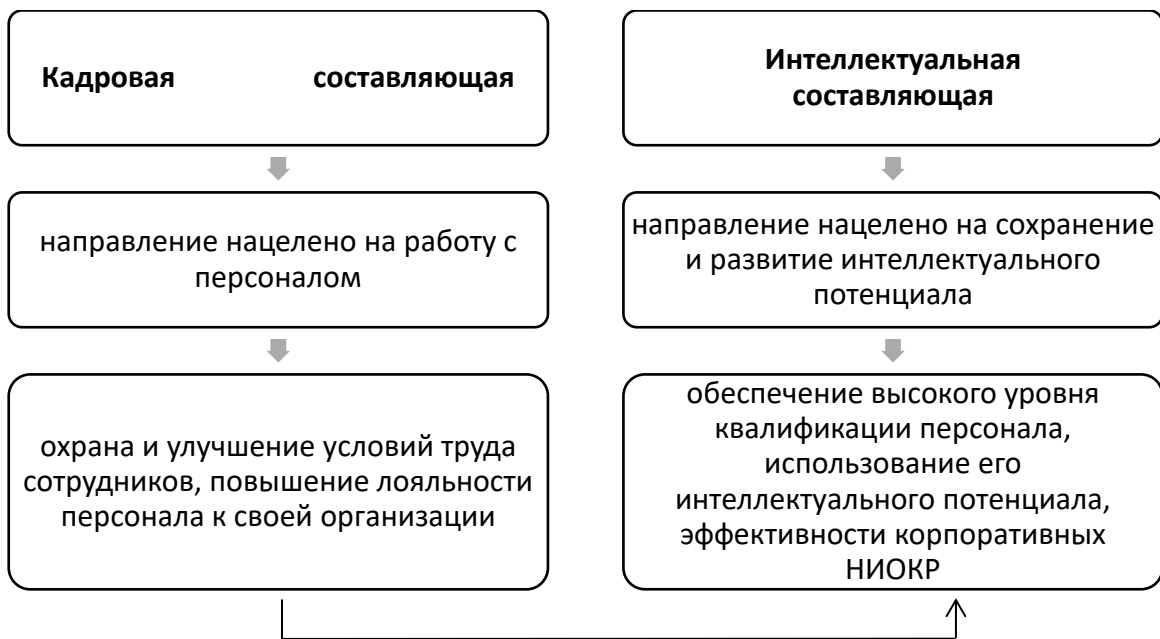 Кадровая составляющая
направление нацелено на работу с
персоналом
охрана и улучшение условий труда
сотрудников, повышение лояльности
персонала к своей организации
Интеллектуальная
составляющая
направление нацелено на сохранение
и развитие интеллектуального
потенциала
обеспечение высокого уровня
квалификации персонала,
использование его
интеллектуального потенциала,
эффективности корпоративных
НИОКР